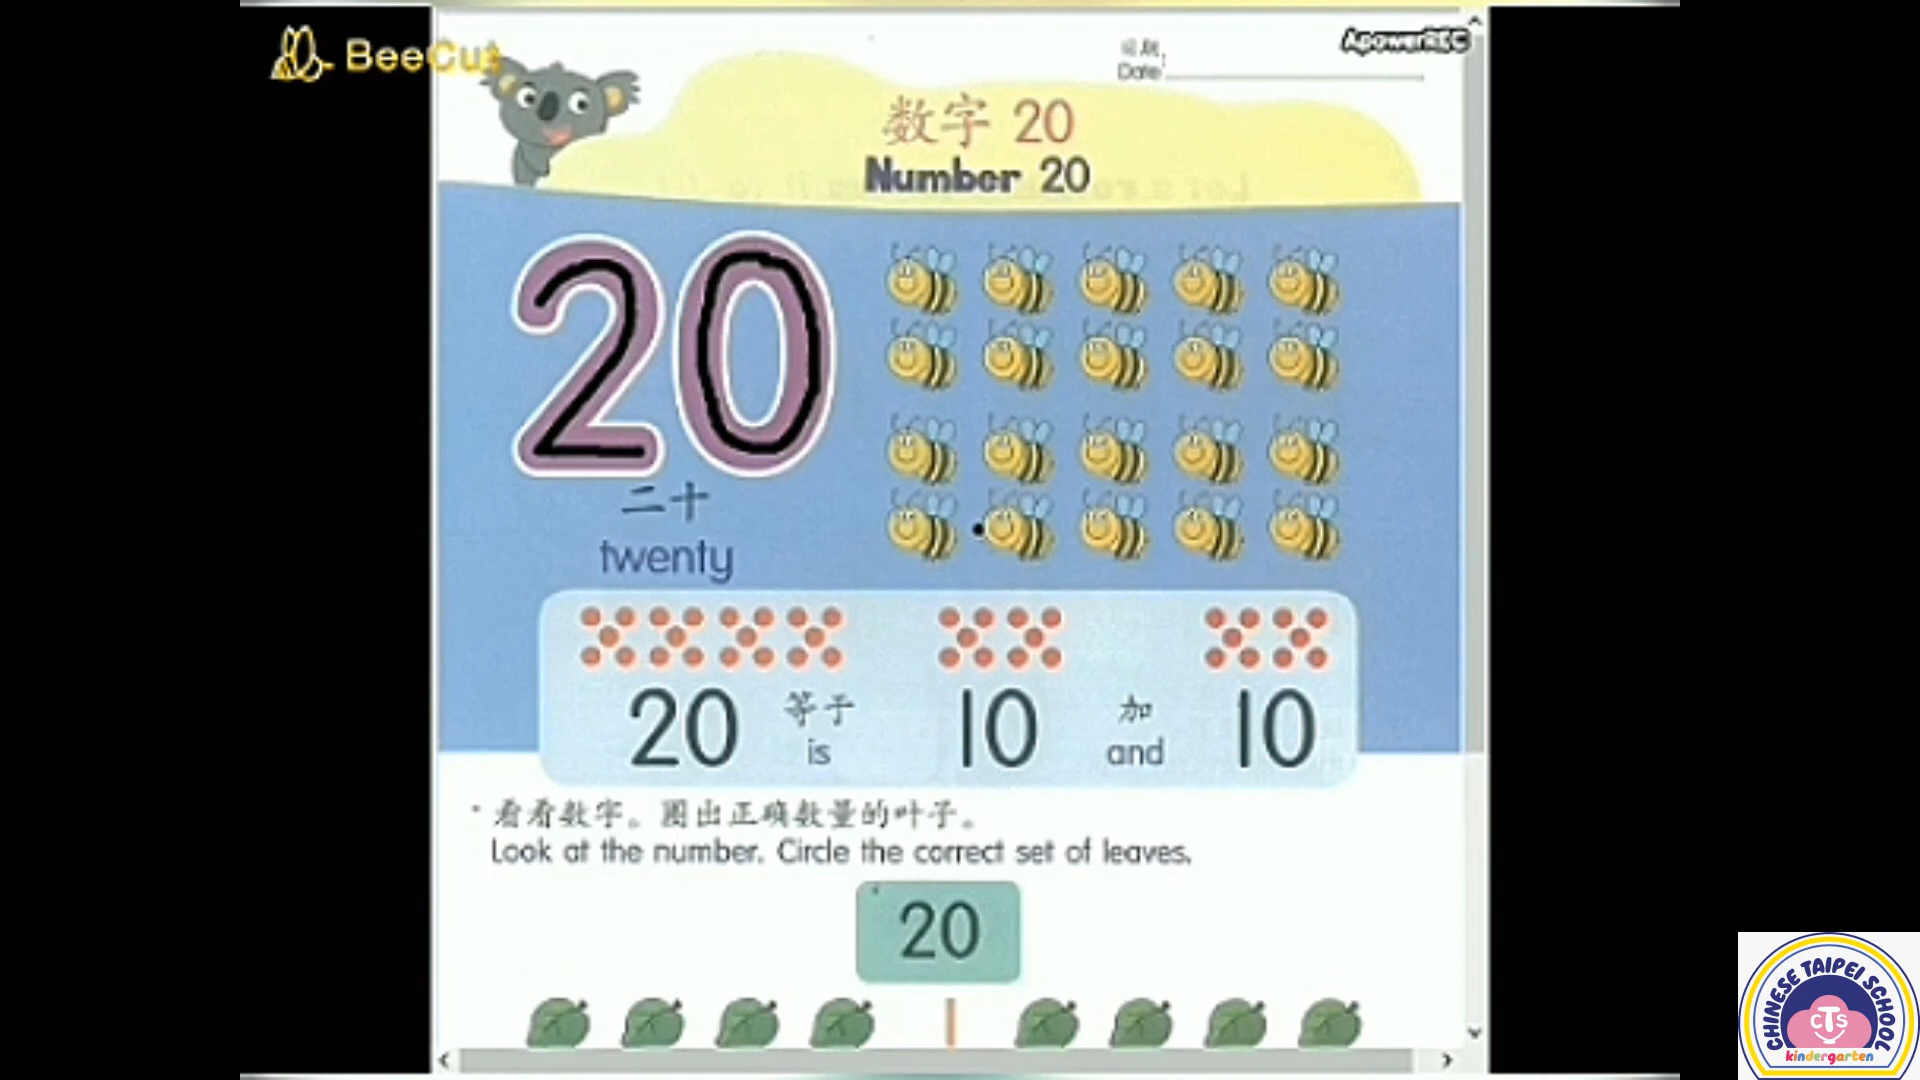 BeeCut
ApowerREC
日期:
Date:
数字 20
Number 20
20
二十
twenty
20 等于 10 加 10
is and
看看数字。圈出正确数量的叶子。
Look at the number. Circle the correct set of leaves.
20
CHINESE TAIPEI SCHOOL
CTS
kindergarten